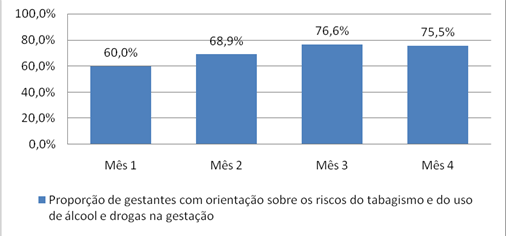 100,0%
80,0%
60,0%
40,0%
20,0%
0,0%
60,0%
68,9%
76,6%
75,5%
Mês 1
Mês 2
Mês 3
Mês 4
Proporção de gestantes com orientação sobre os riscos do tabagismo e do uso
de álcool e drogas na gestação